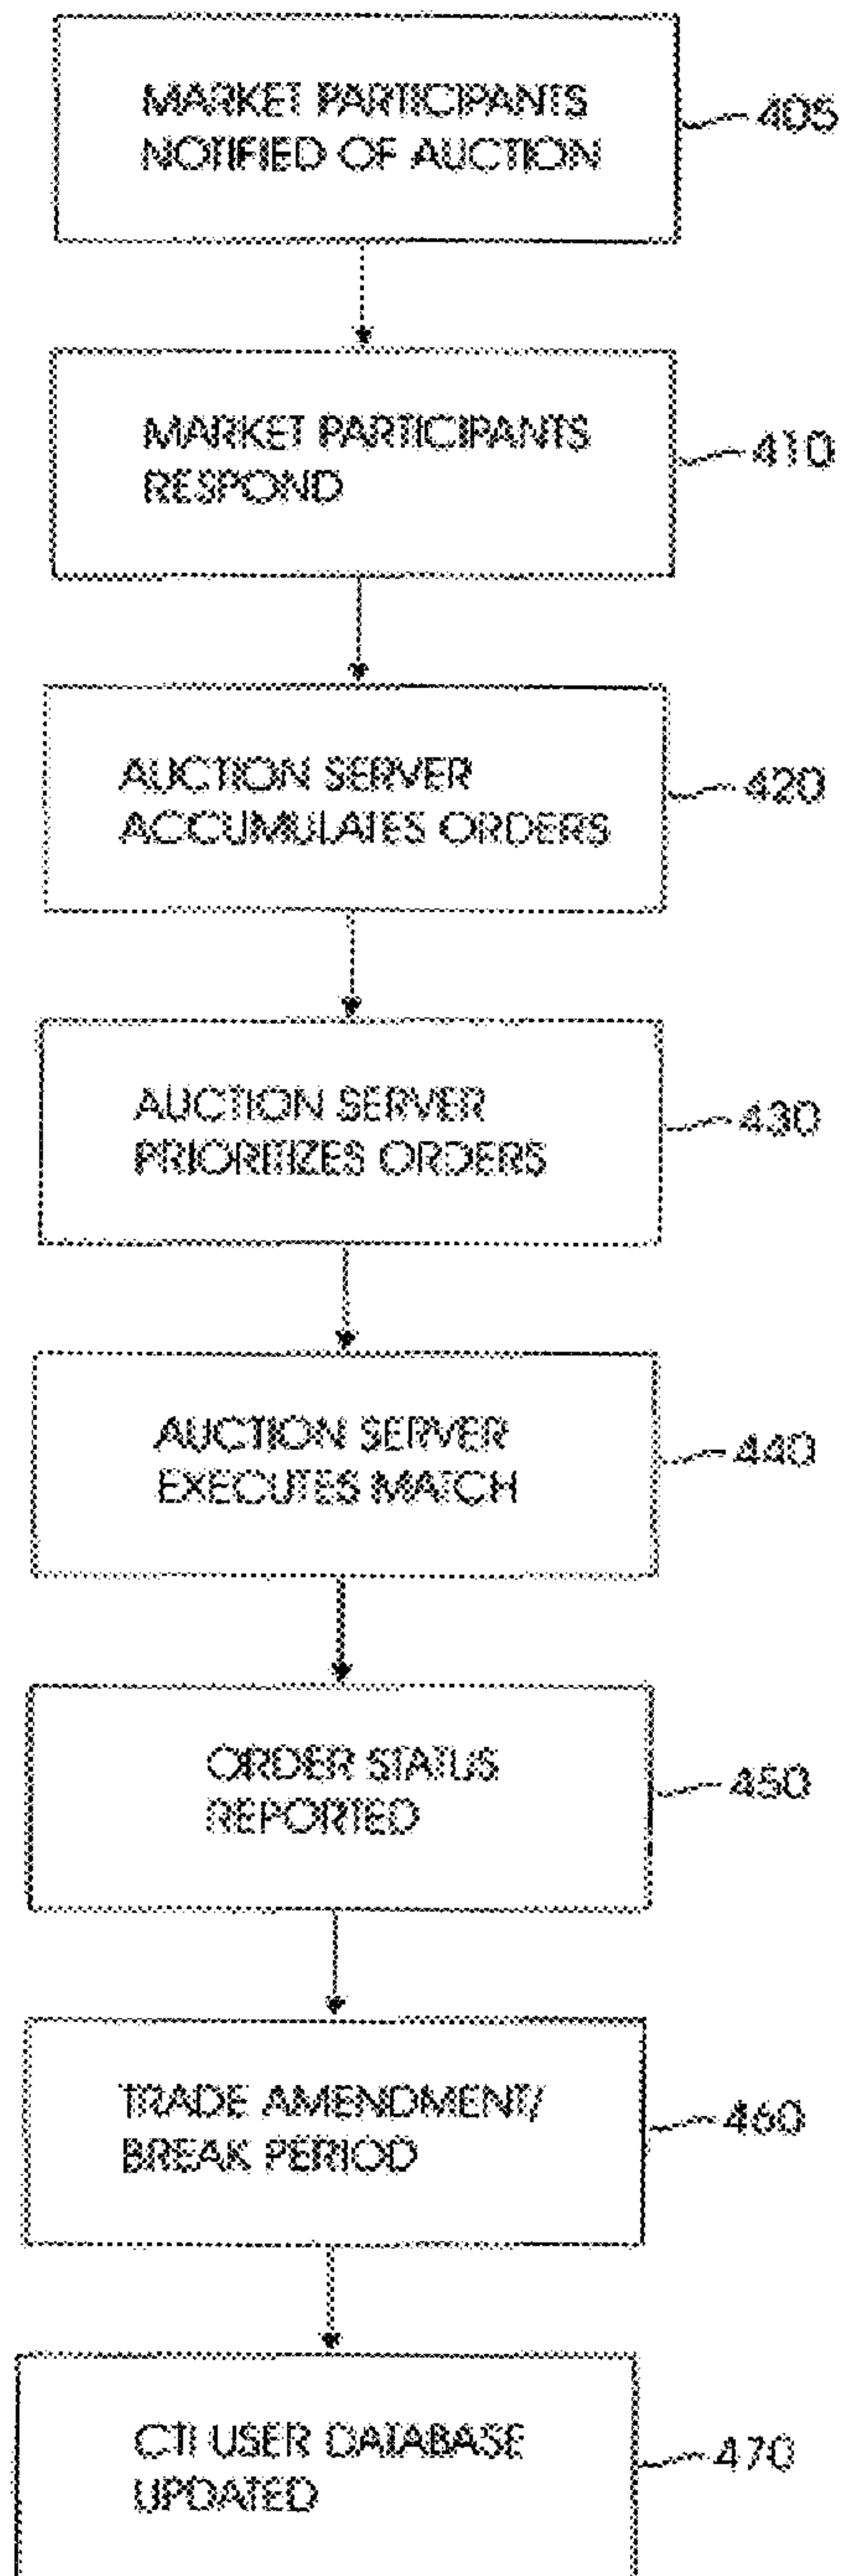 MARKET PARTICIPANTS
NOTIFIED OF AUCTION
405
MARKET PARTICIPANTS
RESPOND
410
AUCTION SERVER
ACCUMULATES ORDERS
420
AUCTION SERVER
PRIORITIZES ORDERS
430
AUCTION SERVER
EXECUTES MATCH
440
ORDER STATUS
REPORTED
450
TRADE AMENDMENT/
BREAK PERIOD
460
CTI USER DATABASE
UPDATED
470